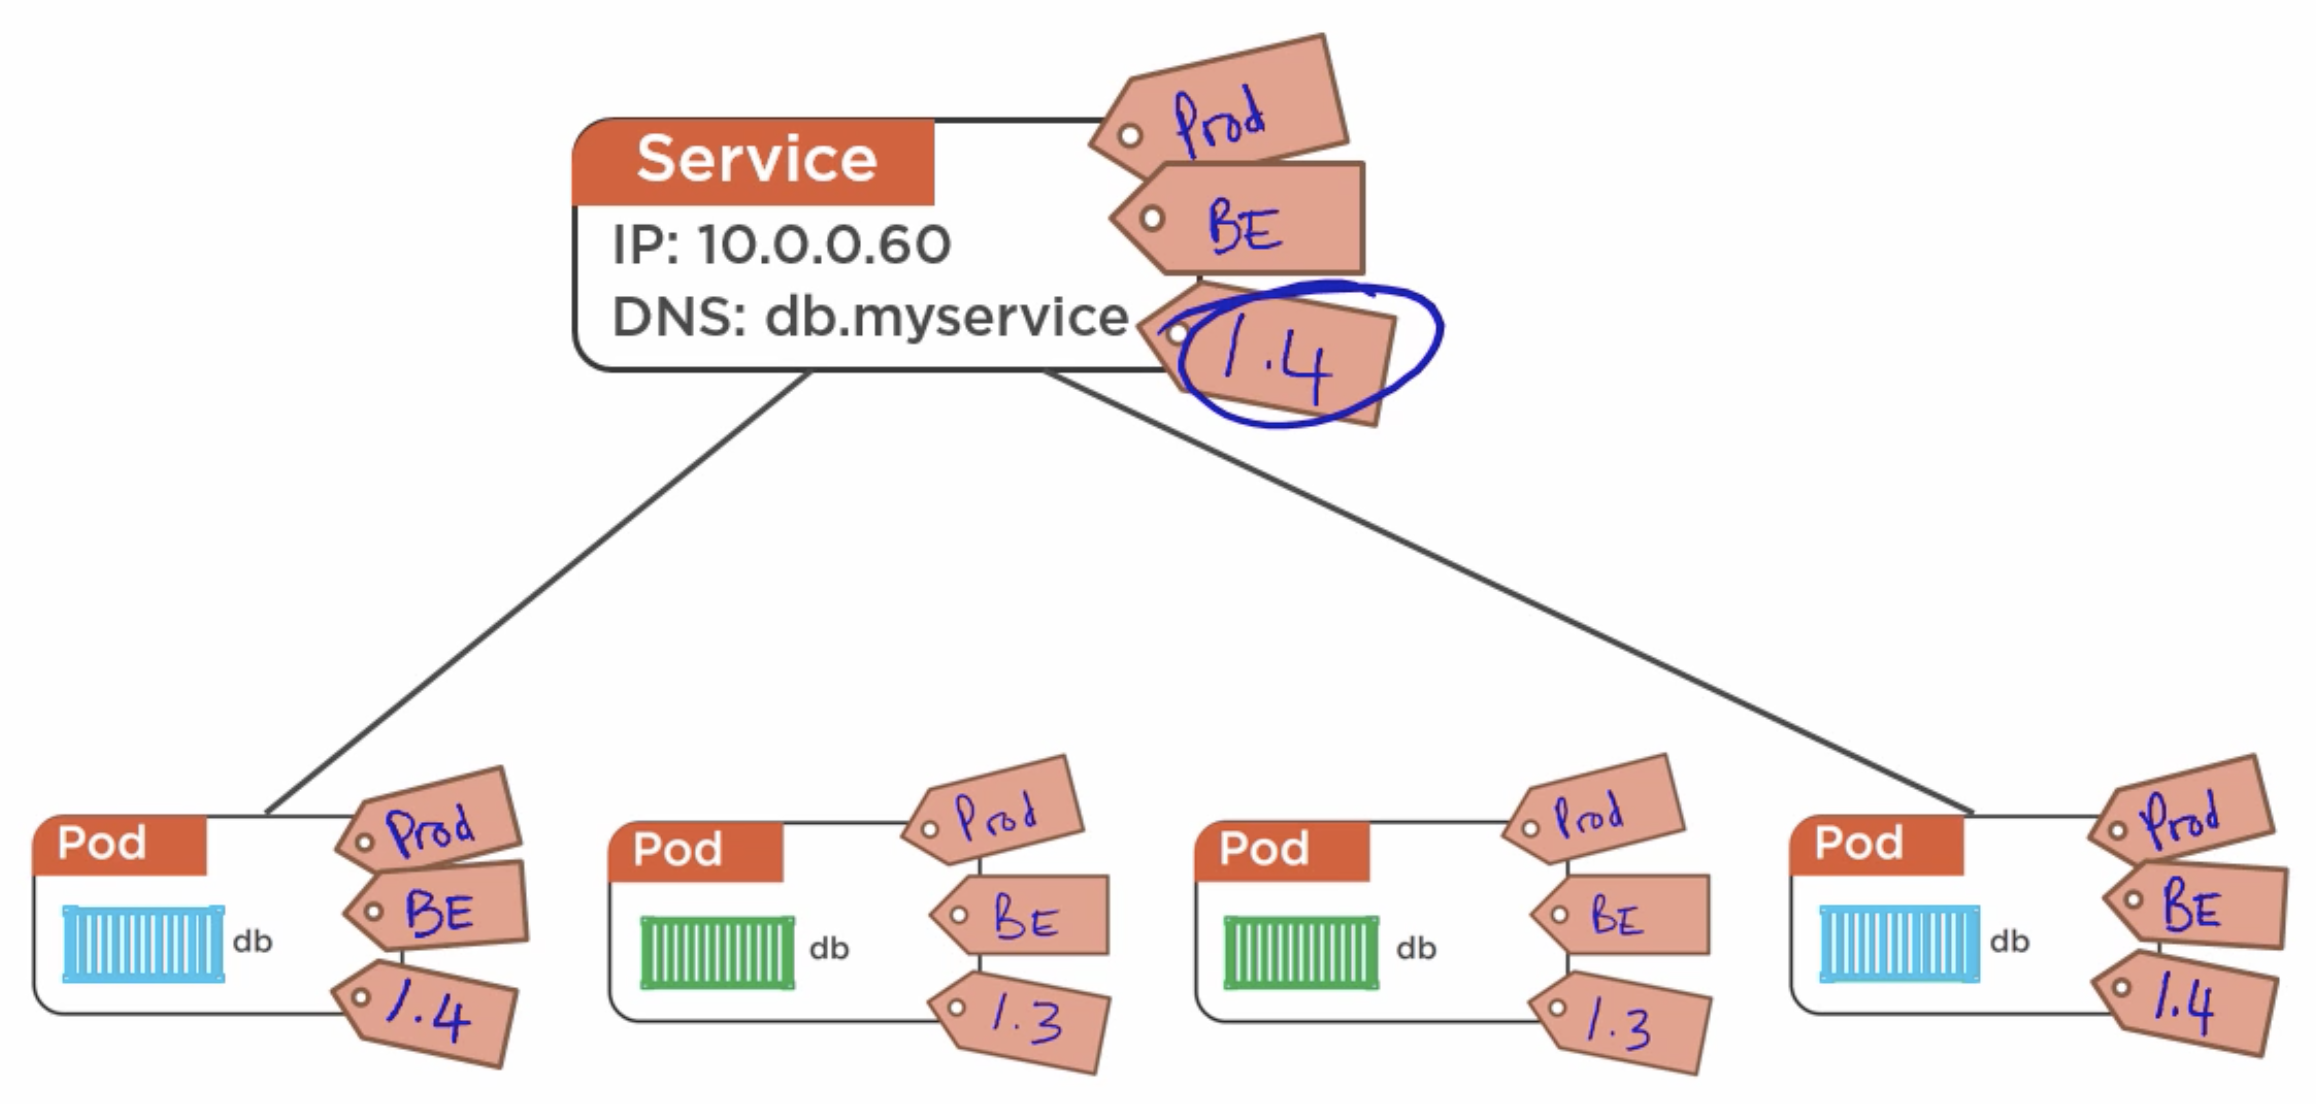 Prod
Service
BE
IP: 10.0.0.60
DNS: db.myservice
1.4
Pod
Prod
BE
db
1.4
Pod
Prod
BE
db
1.3
Pod
Prod
BE
db
1.3
Pod
Prod
BE
db
1.4